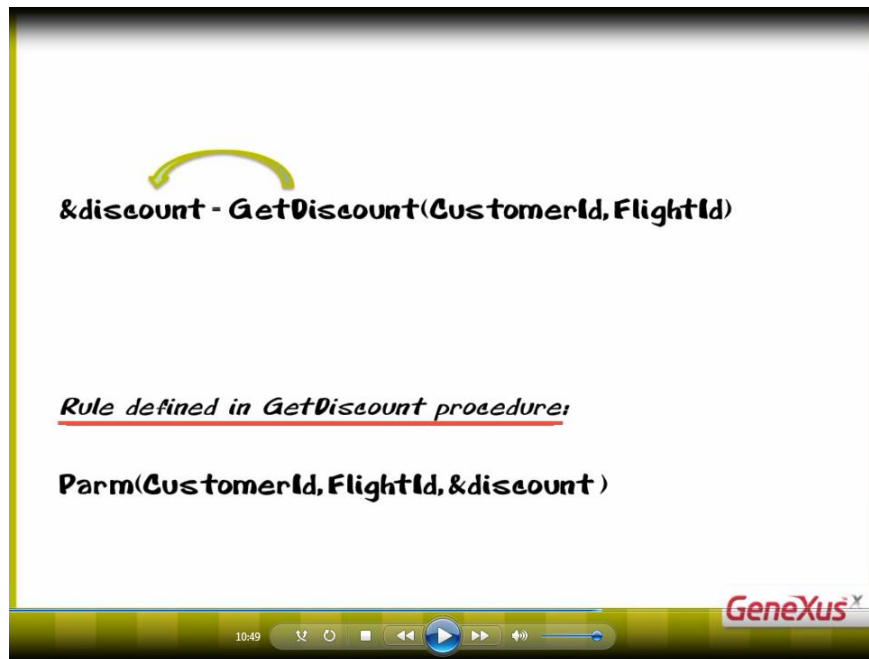 &discount - GetDiscount(CustomerId, FlightId)
Rule defined in GetDiscount procedure:
Parm(CustomerId, FlightId, &discount )
GeneXus X
10:49